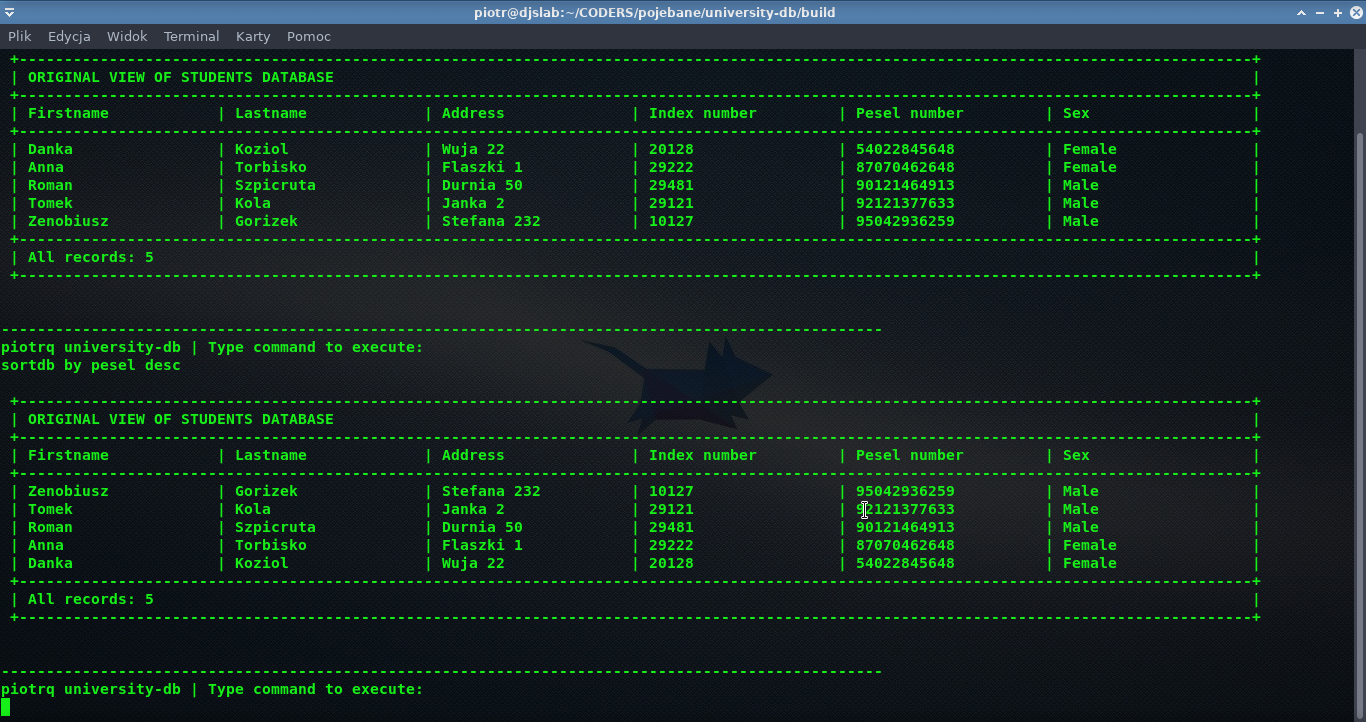 piotr@djslab:~/CODERS/pojebane/university-db/build
Plik Edycja Widok Terminal Karty Pomoc
+-----------------------------------------------------------------------------------------------------------------------------------------+
| ORIGINAL VIEW OF STUDENTS DATABASE |
+-----------------------------------------------------------------------------------------------------------------------------------------+
| Firstname | Lastname | Address | Index number | Pesel number | Sex |
+-----------------------------------------------------------------------------------------------------------------------------------------+
| Danka | Koziol | Wuja 22 | 20128 | 54022845648 | Female |
| Anna | Torbisko | Flaszki 1 | 29222 | 87070462648 | Female |
| Roman | Szpicruta | Durnia 50 | 29481 | 90121464913 | Male |
| Tomek | Kola | Janka 2 | 29121 | 92121377633 | Male |
| Zenobiusz | Gorizek | Stefana 232 | 10127 | 95042936259 | Male |
+-----------------------------------------------------------------------------------------------------------------------------------------+
| All records: 5 |
+-----------------------------------------------------------------------------------------------------------------------------------------+
--------------------------------------------------------------------------------------------------
piotrq university-db | Type command to execute:
sortdb by pesel desc
+-----------------------------------------------------------------------------------------------------------------------------------------+
| ORIGINAL VIEW OF STUDENTS DATABASE |
+-----------------------------------------------------------------------------------------------------------------------------------------+
| Firstname | Lastname | Address | Index number | Pesel number | Sex |
+-----------------------------------------------------------------------------------------------------------------------------------------+
| Zenobiusz | Gorizek | Stefana 232 | 10127 | 95042936259 | Male |
| Tomek | Kola | Janka 2 | 29121 | 92121377633 | Male |
| Roman | Szpicruta | Durnia 50 | 29481 | 90121464913 | Male |
| Anna | Torbisko | Flaszki 1 | 29222 | 87070462648 | Female |
| Danka | Koziol | Wuja 22 | 20128 | 54022845648 | Female |
+-----------------------------------------------------------------------------------------------------------------------------------------+
| All records: 5 |
+-----------------------------------------------------------------------------------------------------------------------------------------+
--------------------------------------------------------------------------------------------------
piotrq university-db | Type command to execute: